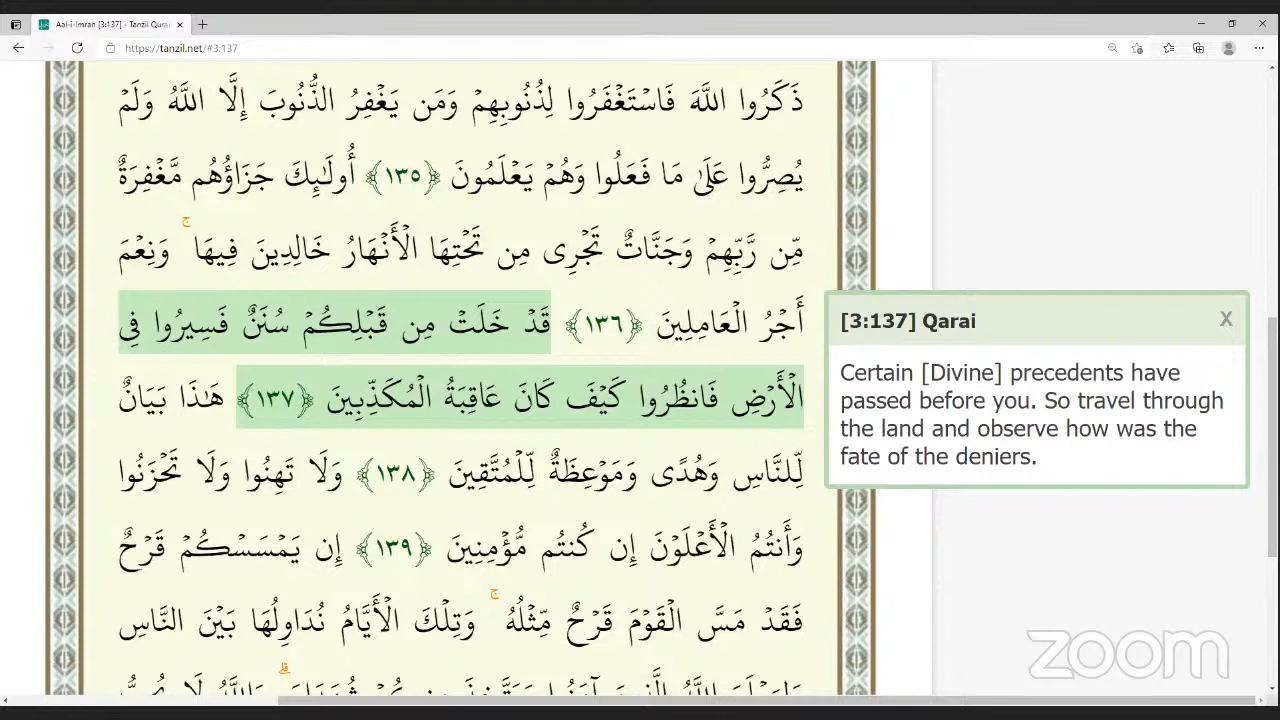 Aal-i-Imran [3:137] - Tanzil Qura
https://tanzil.net/#3:137
ذَكَرُوا اللَّهَ فَاسْتَغْفَرُوا لِذُنُوبِهِمْ وَمَن يَغْفِرُ الذُّنُوبَ إِلَّا اللَّهُ وَلَمْ
يُصِرُّوا عَلَىٰ مَا فَعَلُوا وَهُمْ يَعْلَمُونَ ﴿١٣٥﴾ أُولَـٰئِكَ جَزَاؤُهُم مَّغْفِرَةٌ
مِّن رَّبِّهِمْ وَجَنَّاتٌ تَجْرِي مِن تَحْتِهَا الْأَنْهَارُ خَالِدِينَ فِيهَا ۚ وَنِعْمَ
أَجْرُ الْعَامِلِينَ ﴿١٣٦﴾ قَدْ خَلَتْ مِن قَبْلِكُمْ سُنَنٌ فَسِيرُوا فِي
الْأَرْضِ فَانظُرُوا كَيْفَ كَانَ عَاقِبَةُ الْمُكَذِّبِينَ ﴿١٣٧﴾ هَـٰذَا بَيَانٌ
لِّلنَّاسِ وَهُدًى وَمَوْعِظَةٌ لِّلْمُتَّقِينَ ﴿١٣٨﴾ وَلَا تَهِنُوا وَلَا تَحْزَنُوا
وَأَنتُمُ الْأَعْلَوْنَ إِن كُنتُم مُّؤْمِنِينَ ﴿١٣٩﴾ إِن يَمْسَسْكُمْ قَرْحٌ
فَقَدْ مَسَّ الْقَوْمَ قَرْحٌ مِّثْلُهُ ۚ وَتِلْكَ الْأَيَّامُ نُدَاوِلُهَا بَيْنَ النَّاسِ
[3:137] Qarai
X
Certain [Divine] precedents have
passed before you. So travel through
the land and observe how was the
fate of the deniers.
zoom